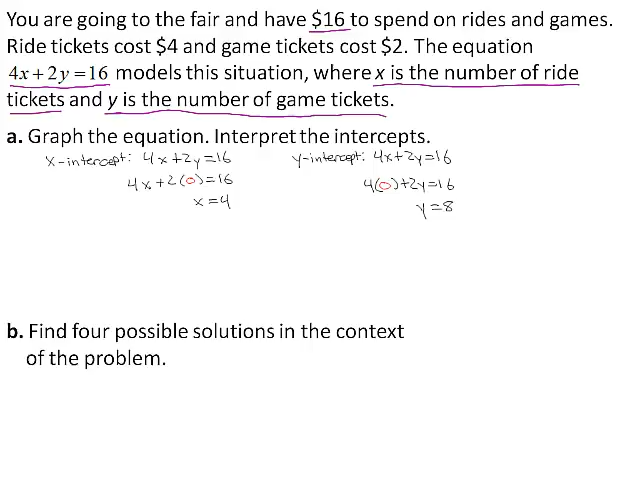 You are going to the fair and have $16 to spend on rides and games.
Ride tickets cost $4 and game tickets cost $2. The equation
4x + 2y = 16 models this situation, where x is the number of ride
tickets and y is the number of game tickets.
a. Graph the equation. Interpret the intercepts.
x-intercept: 4x+2y=16 y-intercept: 4x+2y=16
4x+2(0)=16 4(0)+2y=16
x=4 y=8
b. Find four possible solutions in the context
of the problem.